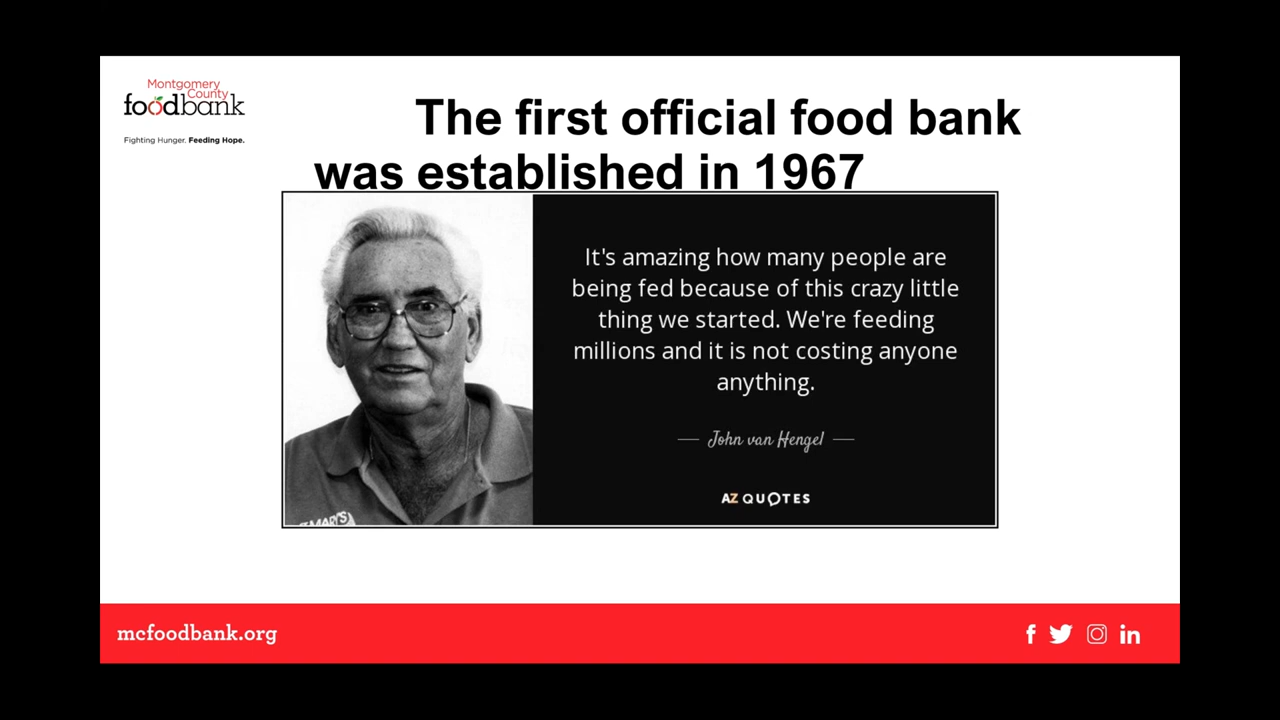 Montgomery
County
foodbank
Fighting Hunger. Feeding Hope.
The first official food bank
was established in 1967
It's amazing how many people are
being fed because of this crazy little
thing we started. We're feeding
millions and it is not costing anyone
anything.
John van Hengel
AZ QUOTES
MARY'S
mcfoodbank.org